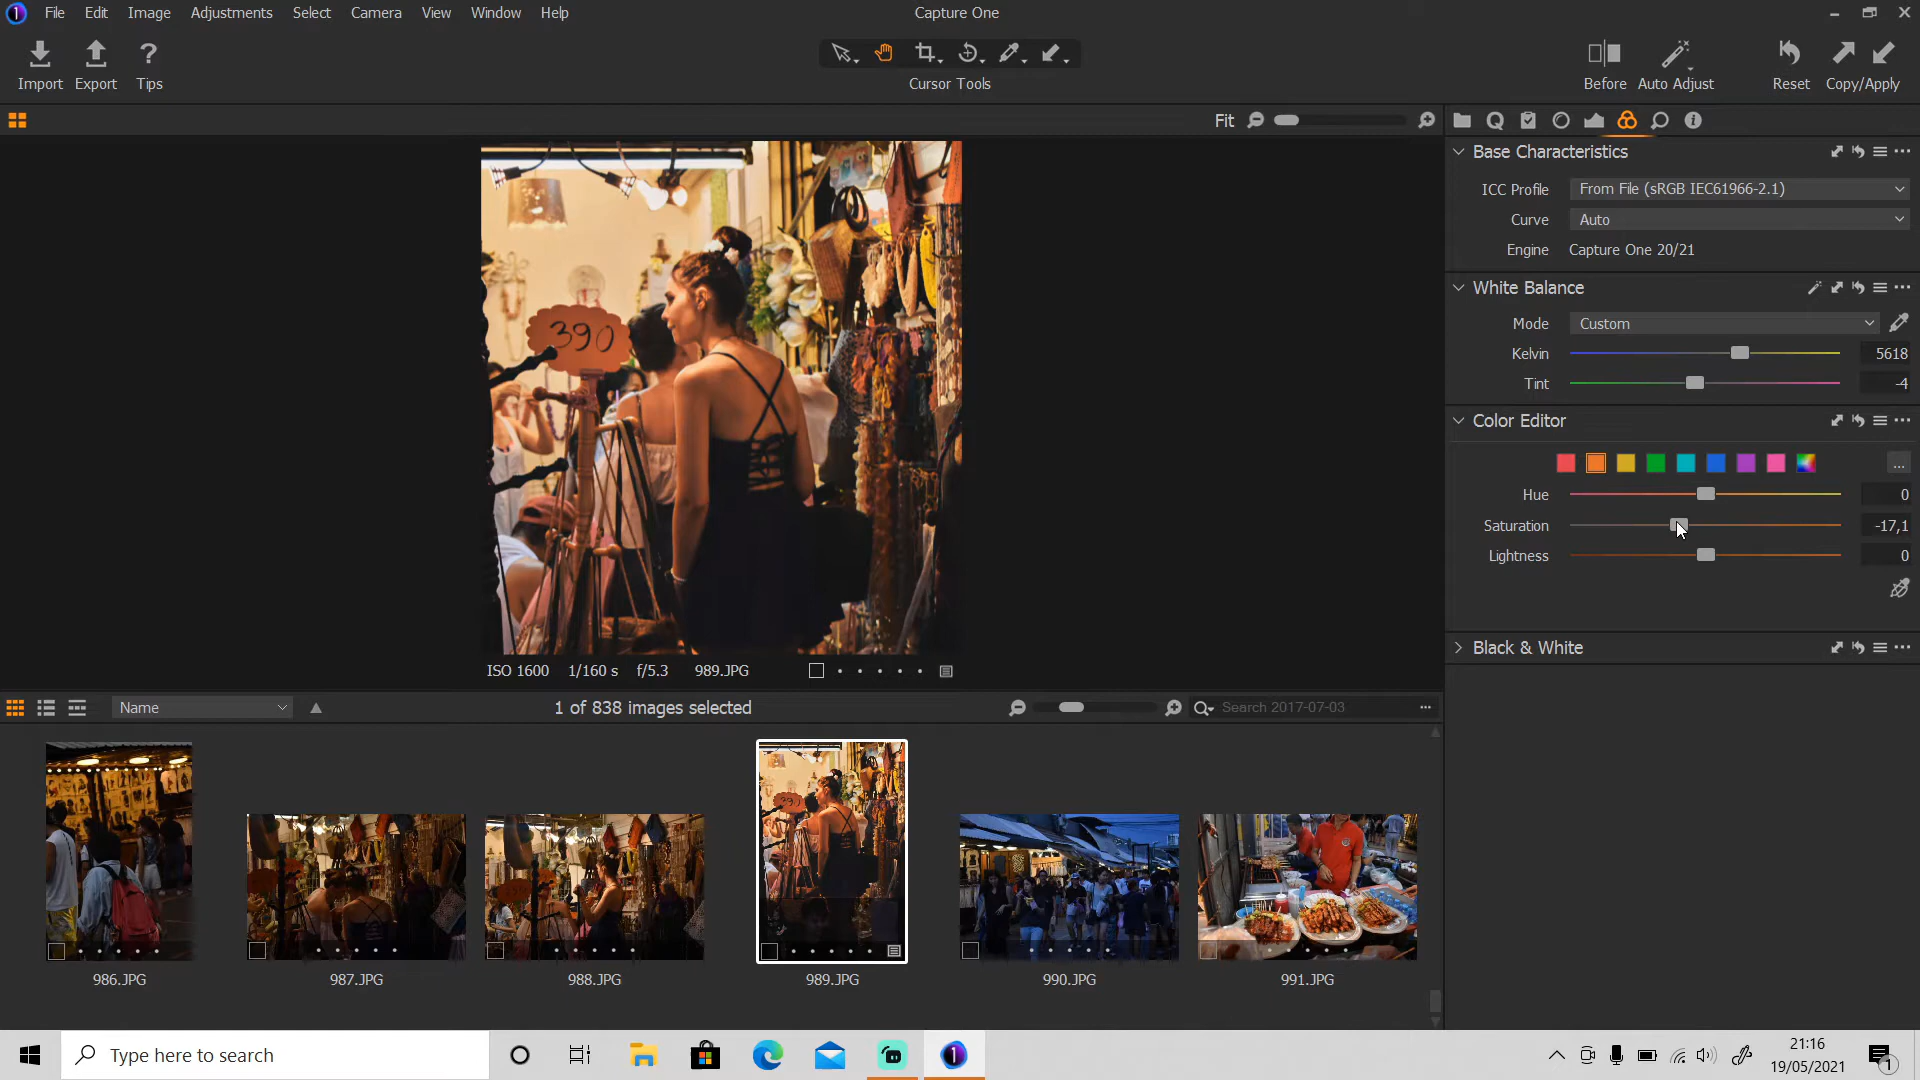 File Edit Image Adjustments Select Camera View Window Help
Capture One
Import Export Tips
Cursor Tools
Before Auto Adjust Reset Copy/Apply
Fit
Base Characteristics
ICC Profile From File (sRGB IEC61966-2.1)
Curve Auto
Engine Capture One 20/21
White Balance
Mode Custom
Kelvin 5618
Tint -4
Color Editor
...
Hue 0
Saturation -17,1
Lightness 0
Black & White
390
ISO 1600 1/160 s f/5.3 989.JPG
Name
1 of 838 images selected
Search 2017-07-03
986.JPG 987.JPG 988.JPG 989.JPG 990.JPG 991.JPG
Type here to search
21:16
19/05/2021
1